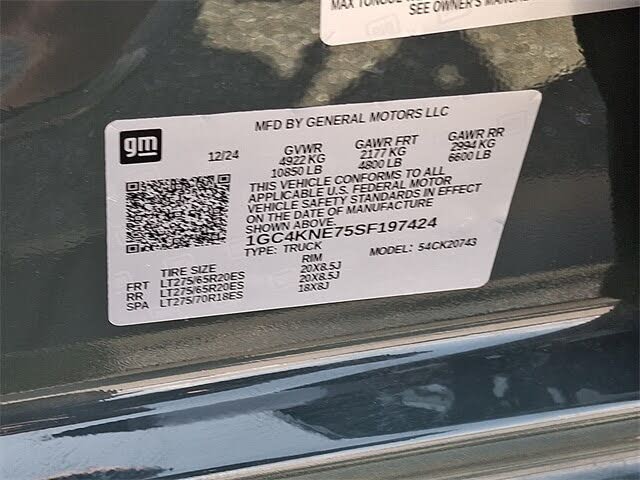 MAX TONGUE
SEE OWNER'S MANUAL
gm
MFD BY GENERAL MOTORS LLC
12/24
GVWR GAWR FRT GAWR RR
4922 KG 2177 KG 2994 KG
10850 LB 4800 LB 6600 LB
THIS VEHICLE CONFORMS TO ALL
APPLICABLE U.S. FEDERAL MOTOR
VEHICLE SAFETY STANDARDS IN EFFECT
ON THE DATE OF MANUFACTURE
SHOWN ABOVE.
1GC4KNE75SF197424
TYPE: TRUCK MODEL: 54CK20743
TIRE SIZE RIM
FRT LT275/65R20ES 20X8.5J
RR LT275/65R20ES 20X8.5J
SPA LT275/70R18ES 18X8J